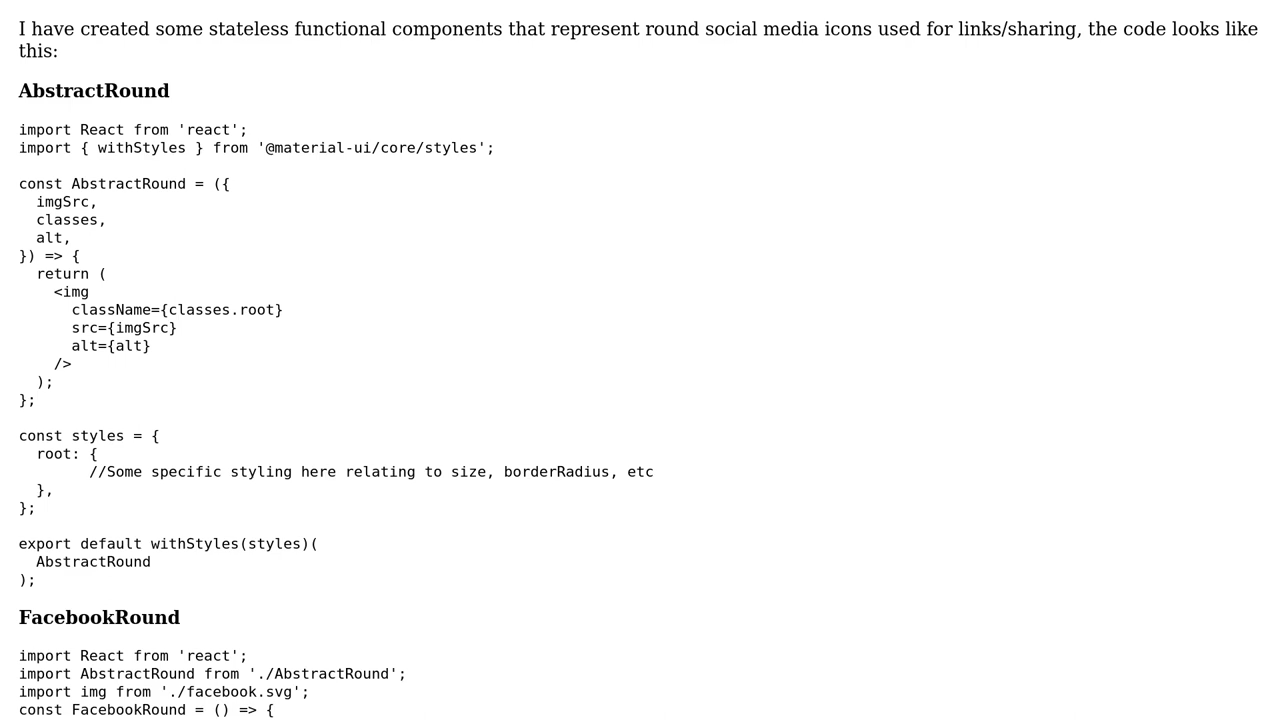 I have created some stateless functional components that represent round social media icons used for links/sharing, the code looks like
this:
AbstractRound
import React from 'react';
import { withStyles } from '@material-ui/core/styles';
const AbstractRound = ({
  imgSrc,
  classes,
  alt,
}) => {
  return (
    <img
      className={classes.root}
      src={imgSrc}
      alt={alt}
    />
  );
};
const styles = {
  root: {
        //Some specific styling here relating to size, borderRadius, etc
  },
};
export default withStyles(styles)(
  AbstractRound
);
FacebookRound
import React from 'react';
import AbstractRound from './AbstractRound';
import img from './facebook.svg';
const FacebookRound = () => {